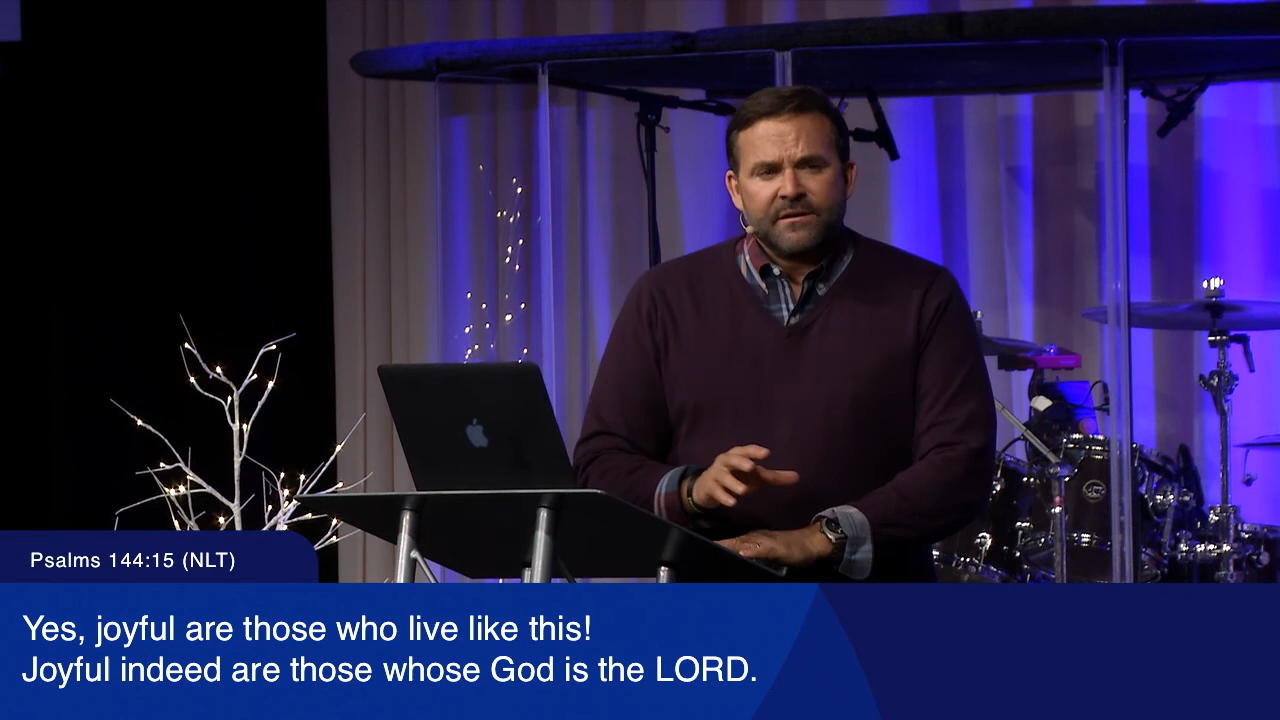 Psalms 144:15 (NLT)
Yes, joyful are those who live like this!
Joyful indeed are those whose God is the LORD.